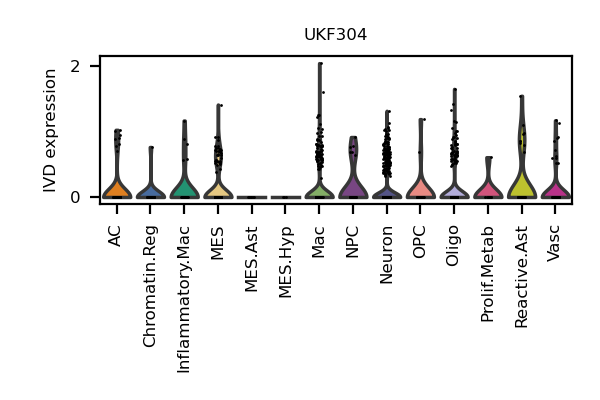 UKF304
IVD expression
2
0
AC
Chromatin.Reg
Inflammatory.Mac
MES
MES.Ast
MES.Hyp
Mac
NPC
Neuron
OPC
Oligo
Prolif.Metab
Reactive.Ast
Vasc